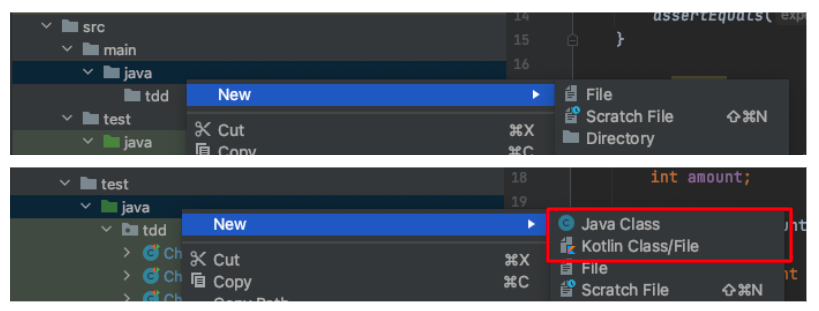 src
14
assertEquals( exp
main
15
}
java
16
tdd
New
File
Scratch File ⇧⌘N
test
Cut ⌘X
Directory
java
Copy ⌘C
test
18
int amount;
java
19
tdd
New
Java Class
Ch
Cut ⌘X
Kotlin Class/File
Ch
Copy ⌘C
File
Ch
Copy Path
Scratch File ⇧⌘N